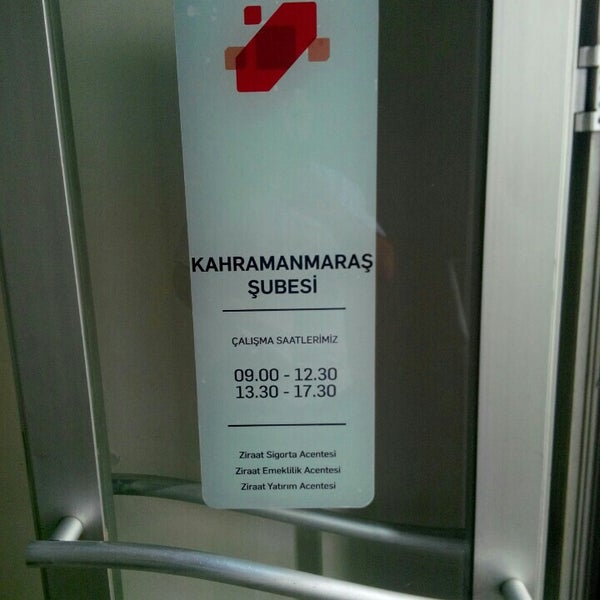 KAHRAMANMARAŞ
ŞUBESİ
ÇALIŞMA SAATLERİMİZ
09.00 - 12.30
13.30 - 17.30
Ziraat Sigorta Acentesi
Ziraat Emeklilik Acentesi
Ziraat Yatırım Acentesi